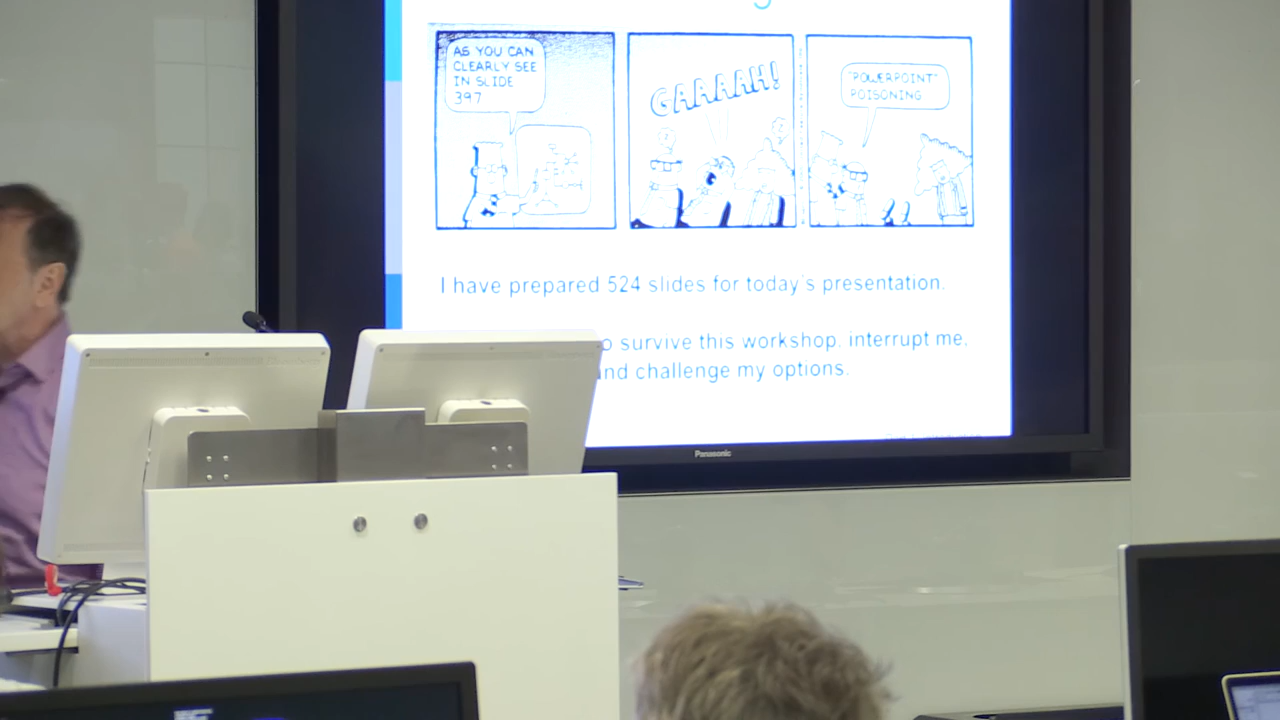 AS YOU CAN
CLEARLY SEE
IN SLIDE
397
GAAAAH!
"POWERPOINT"
POISONING.
I have prepared 524 slides for today's presentation.
o survive this workshop, interrupt me,
and challenge my options.
Panasonic